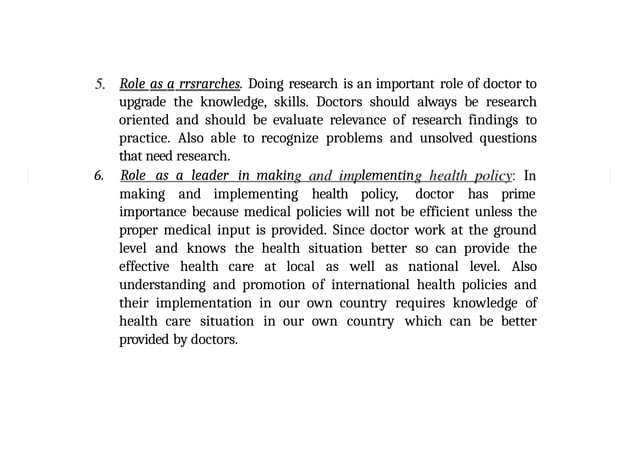 5. Role as a rrsrarches. Doing research is an important role of doctor to
upgrade the knowledge, skills. Doctors should always be research
oriented and should be evaluate relevance of research findings to
practice. Also able to recognize problems and unsolved questions
that need research.
6. Role as a leader in making and implementing health policy: In
making and implementing health policy, doctor has prime
importance because medical policies will not be efficient unless the
proper medical input is provided. Since doctor work at the ground
level and knows the health situation better so can provide the
effective health care at local as well as national level. Also
understanding and promotion of international health policies and
their implementation in our own country requires knowledge of
health care situation in our own country which can be better
provided by doctors.